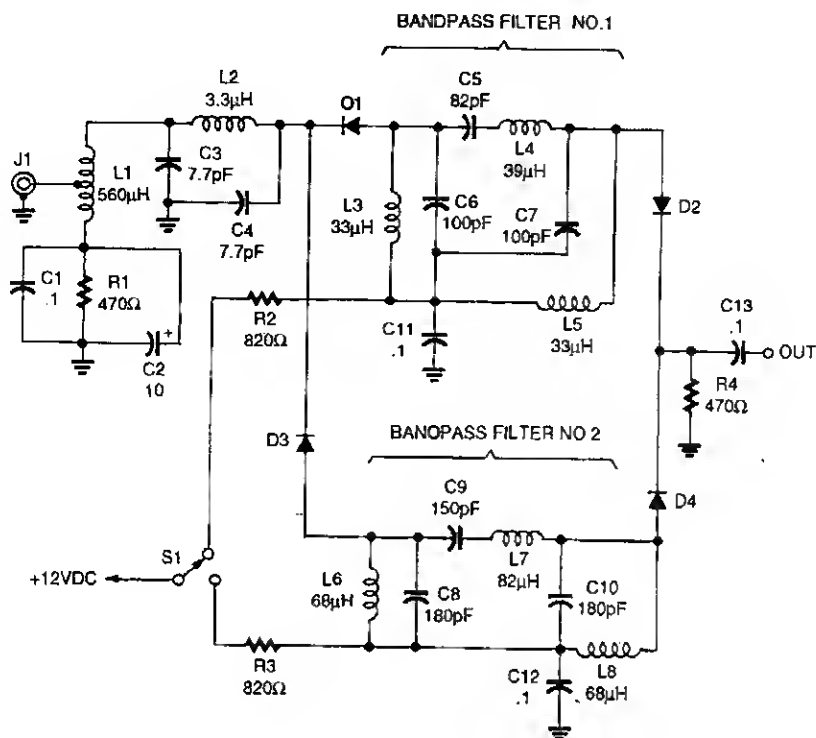 BANDPASS FILTER NO.1
L2
3.3µH
O1
C5
82pF
J1
L1
560µH
C3
7.7pF
C4
7.7pF
L3
33µH
C6
100pF
L4
39µH
C7
100pF
D2
C1
.1
R1
470Ω
C2
10
+
R2
820Ω
C11
.1
L5
33µH
C13
.1
OUT
R4
470Ω
D3
BANOPASS FILTER NO 2
C9
150pF
D4
S1
+12VDC
L6
68µH
C8
180pF
L7
82µH
C10
180pF
R3
820Ω
C12
.1
L8
68µH